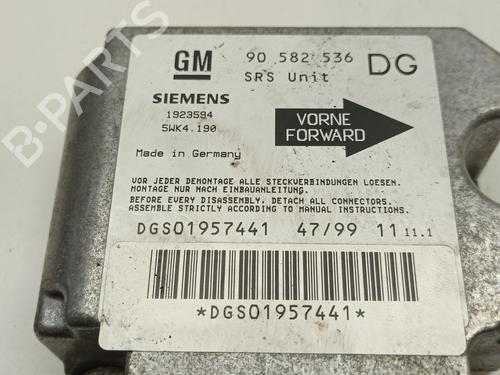 GM 90 582 536 DG
SRS Unit
SIEMENS
1923594
5WK4.190
VORNE
FORWARD
Made in Germany
VOR JEDER DEMONTAGE ALLE STECKVERBINDUNGEN LOESEN.
MONTAGE NUR NACH EINBAUANLEITUNG.
BEFORE EVERY DISASSEMBLY, DETACH ALL CONNECTORS.
ASSEMBLE STRICTLY ACCORDING TO MANUAL INSTRUCTIONS.
DGS01957441 47/99 11 11.1
*DGS01957441*
B-PARTS